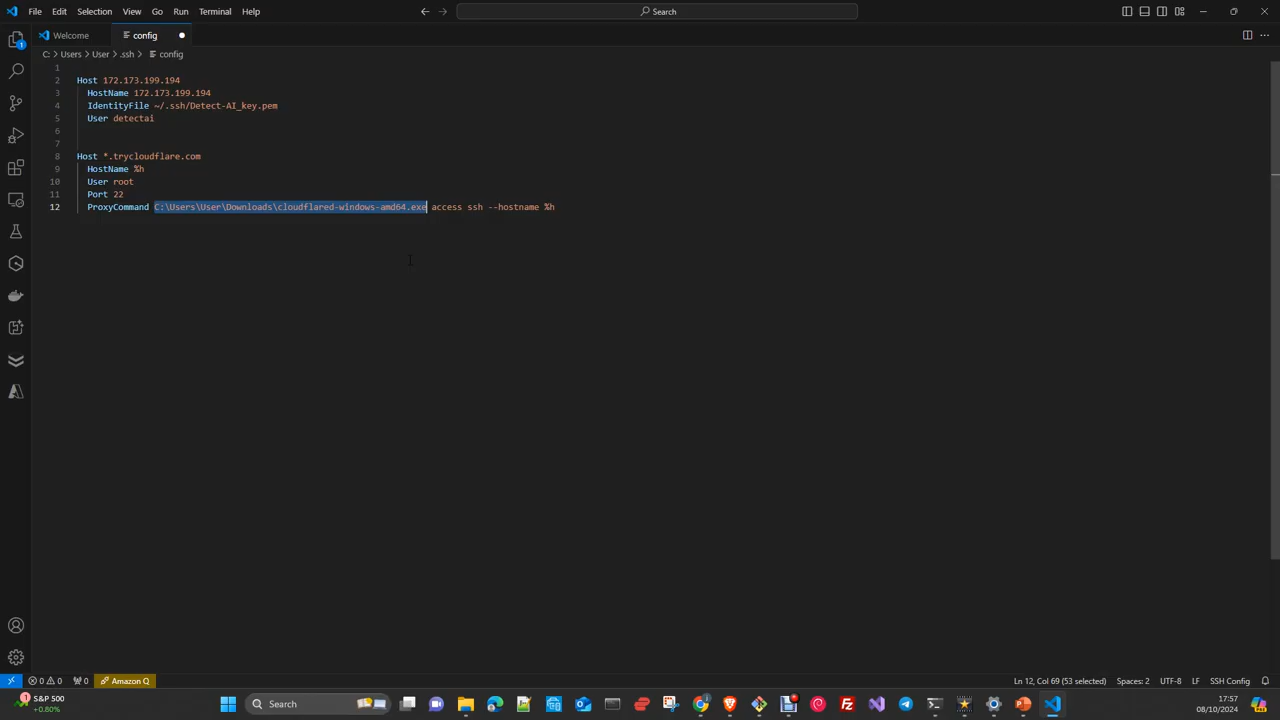 File Edit Selection View Go Run Terminal Help
Search
Welcome
config
C: > Users > User > .ssh > config
1
2 Host 172.173.199.194
3 HostName 172.173.199.194
4 IdentityFile ~/.ssh/Detect-AI_key.pem
5 User detectai
6
7
8 Host *.trycloudflare.com
9 HostName %h
10 User root
11 Port 22
12 ProxyCommand C:\Users\User\Downloads\cloudflared-windows-amd64.exe access ssh --hostname %h
0 0 0 Amazon Q
Ln 12, Col 69 (53 selected) Spaces: 2 UTF-8 LF SSH Config
S&P 500
+0.80%
Search
17:57
08/10/2024